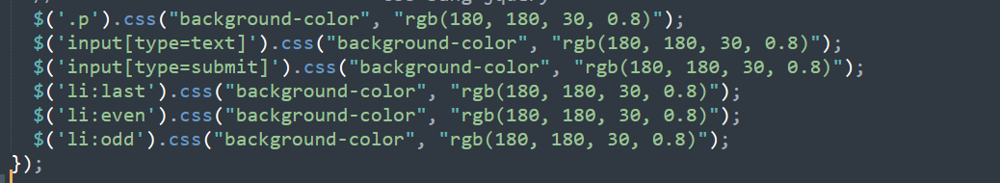 //
$('.p').css("background-color", "rgb(180, 180, 30, 0.8)");
$('input[type=text]').css("background-color", "rgb(180, 180, 30, 0.8)");
$('input[type=submit]').css("background-color", "rgb(180, 180, 30, 0.8)");
$('li:last').css("background-color", "rgb(180, 180, 30, 0.8)");
$('li:even').css("background-color", "rgb(180, 180, 30, 0.8)");
$('li:odd').css("background-color", "rgb(180, 180, 30, 0.8)");
});